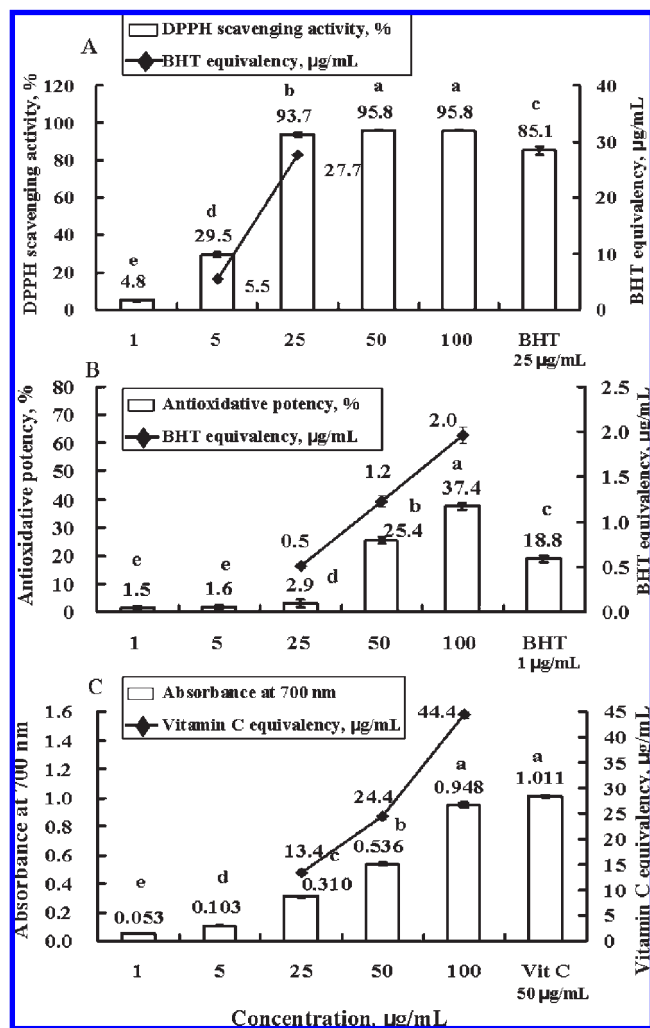 A
DPPH scavenging activity, %
BHT equivalency, µg/mL
DPPH scavenging activity, %
120
100
80
60
40
20
0
e
4.8
d
29.5
5.5
b
93.7
27.7
a
95.8
a
95.8
c
85.1
40
30
20
10
0
BHT equivalency, µg/mL
1 5 25 50 100 BHT
25 µg/mL
B
Antioxidative potency, %
BHT equivalency, µg/mL
Antioxidative potency, %
80
70
60
50
40
30
20
10
0
e
1.5
e
1.6
0.5
d
2.9
1.2
b
25.4
2.0
a
37.4
c
18.8
2.5
2.0
1.5
1.0
0.5
0.0
BHT equivalency, µg/mL
1 5 25 50 100 BHT
1 µg/mL
C
Absorbance at 700 nm
Vitamin C equivalency, µg/mL
Absorbance at 700 nm
1.6
1.4
1.2
1.0
0.8
0.6
0.4
0.2
0.0
e
0.053
d
0.103
13.4
c
0.310
24.4
b
0.536
44.4
a
0.948
a
1.011
45
40
35
30
25
20
15
10
5
0
Vitamin C equivalency, µg/mL
1 5 25 50 100 Vit C
50 µg/mL
Concentration, µg/mL